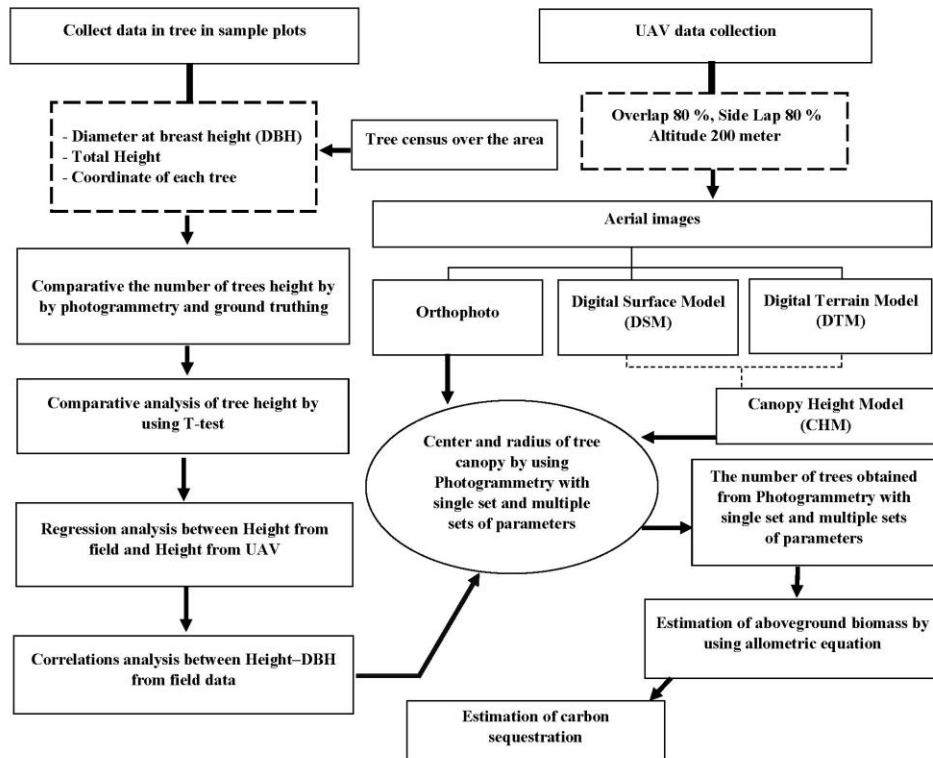 Collect data in tree in sample plots
UAV data collection
- Diameter at breast height (DBH)
- Total Height
- Coordinate of each tree
Tree census over the area
Overlap 80 %, Side Lap 80 %
Altitude 200 meter
Aerial images
Comparative the number of trees height by
by photogrammetry and ground truthing
Orthophoto
Digital Surface Model
(DSM)
Digital Terrain Model
(DTM)
Comparative analysis of tree height by
using T-test
Canopy Height Model
(CHM)
Center and radius of tree
canopy by using
Photogrammetry with
single set and multiple
sets of parameters
The number of trees obtained
from Photogrammetry with
single set and multiple sets
of parameters
Regression analysis between Height from
field and Height from UAV
Estimation of aboveground biomass by
using allometric equation
Correlations analysis between Height–DBH
from field data
Estimation of carbon
sequestration